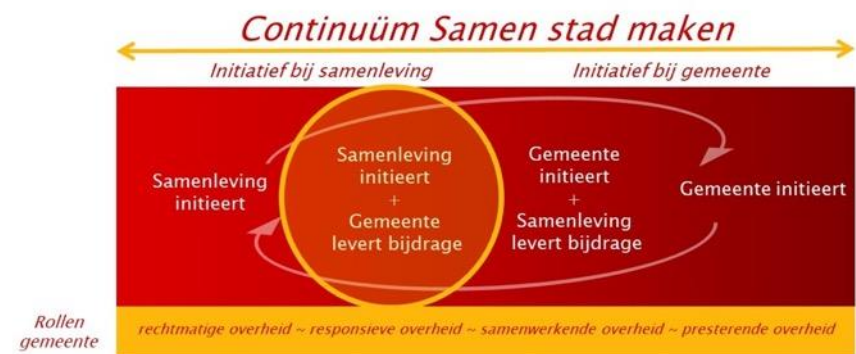 Continuüm Samen stad maken
Initiatief bij samenleving
Initiatief bij gemeente
Samenleving
initieert
Samenleving
initieert
+
Gemeente
levert bijdrage
Gemeente
initieert
+
Samenleving
levert bijdrage
Gemeente initieert
Rollen
gemeente
rechtmatige overheid ~ responsieve overheid ~ samenwerkende overheid ~ presterende overheid